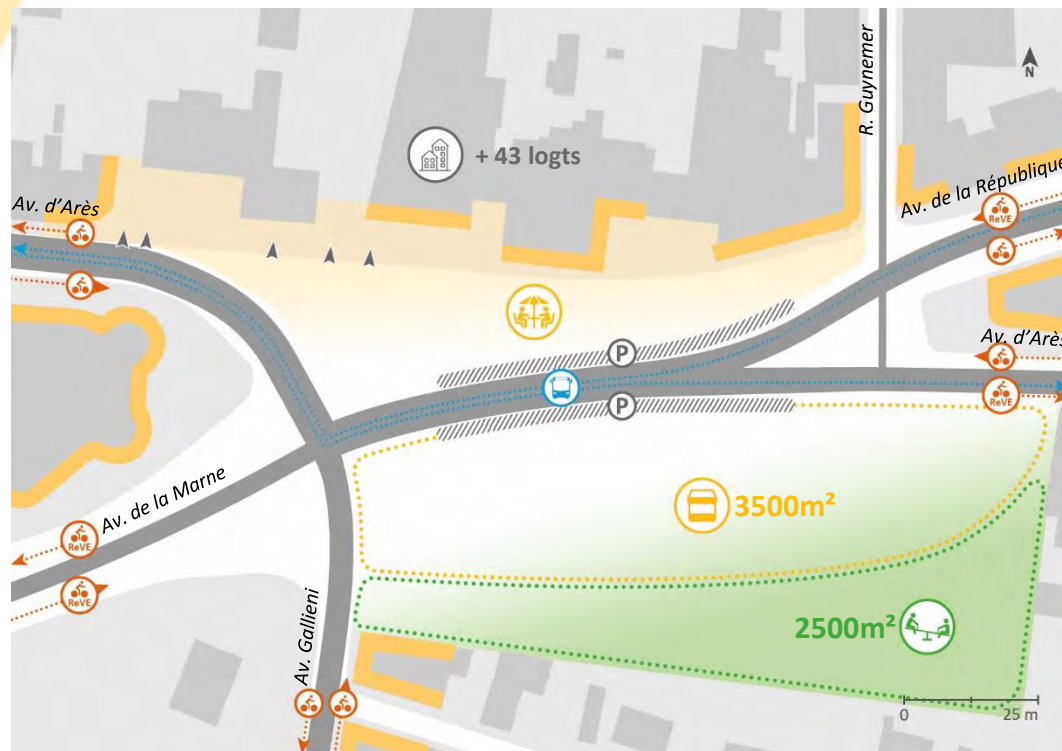 N
R. Guynemer
+ 43 logts
Av. de la République
Av. d'Arès
ReVE
P
Av. d'Arès
P
ReVE
Av. de la Marne
3500m²
ReVE
ReVE
2500m²
Av. Gallieni
0
25 m